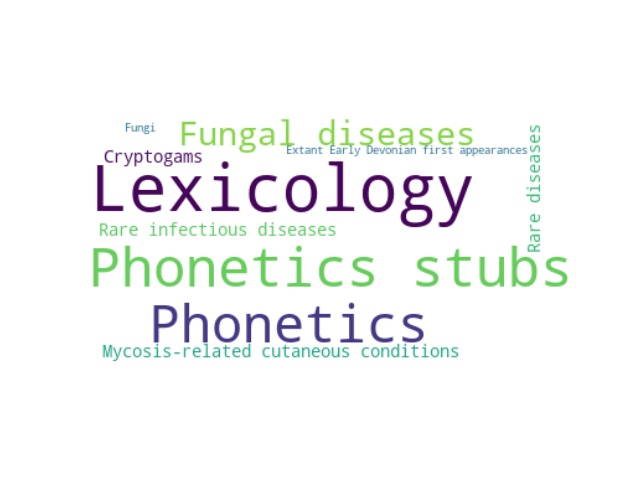 Fungi
Fungal diseases
Extant Early Devonian first appearances
Cryptogams
Lexicology
Rare diseases
Rare infectious diseases
Phonetics stubs
Phonetics
Mycosis-related cutaneous conditions